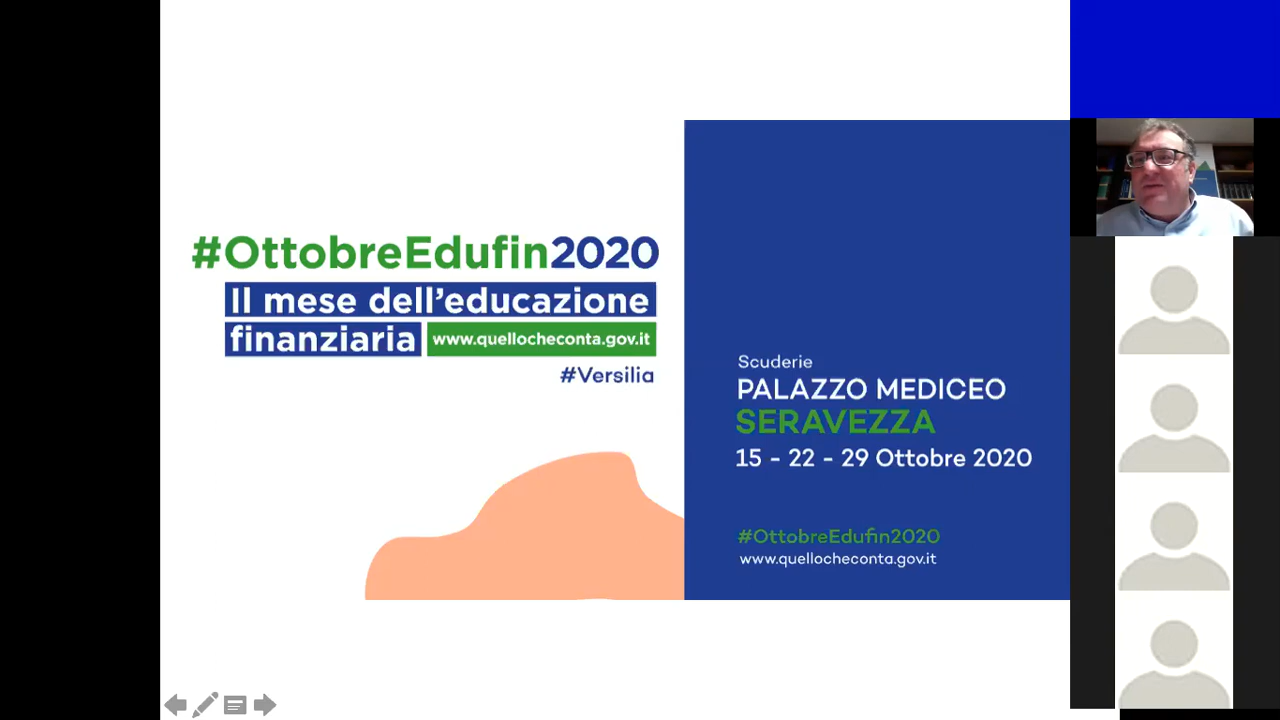 #OttobreEdufin2020
Il mese dell'educazione
finanziaria www.quellocheconta.gov.it
#Versilia
Scuderie
PALAZZO MEDICEO
SERAVEZZA
15 - 22 - 29 Ottobre 2020
#OttobreEdufin2020
www.quellocheconta.gov.it